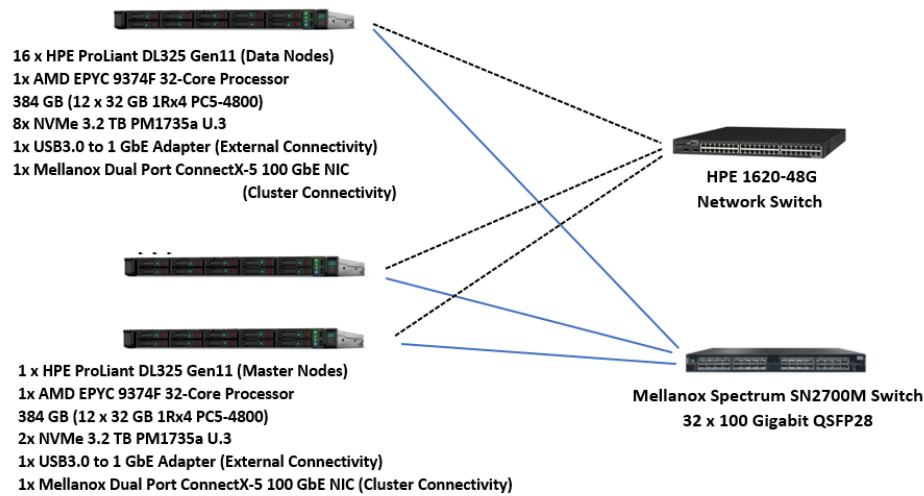 16 x HPE ProLiant DL325 Gen11 (Data Nodes)
1x AMD EPYC 9374F 32-Core Processor
384 GB (12 x 32 GB 1Rx4 PC5-4800)
8x NVMe 3.2 TB PM1735a U.3
1x USB3.0 to 1 GbE Adapter (External Connectivity)
1x Mellanox Dual Port ConnectX-5 100 GbE NIC
(Cluster Connectivity)
HPE 1620-48G
Network Switch
1 x HPE ProLiant DL325 Gen11 (Master Nodes)
1x AMD EPYC 9374F 32-Core Processor
384 GB (12 x 32 GB 1Rx4 PC5-4800)
2x NVMe 3.2 TB PM1735a U.3
1x USB3.0 to 1 GbE Adapter (External Connectivity)
1x Mellanox Dual Port ConnectX-5 100 GbE NIC (Cluster Connectivity)
Mellanox Spectrum SN2700M Switch
32 x 100 Gigabit QSFP28